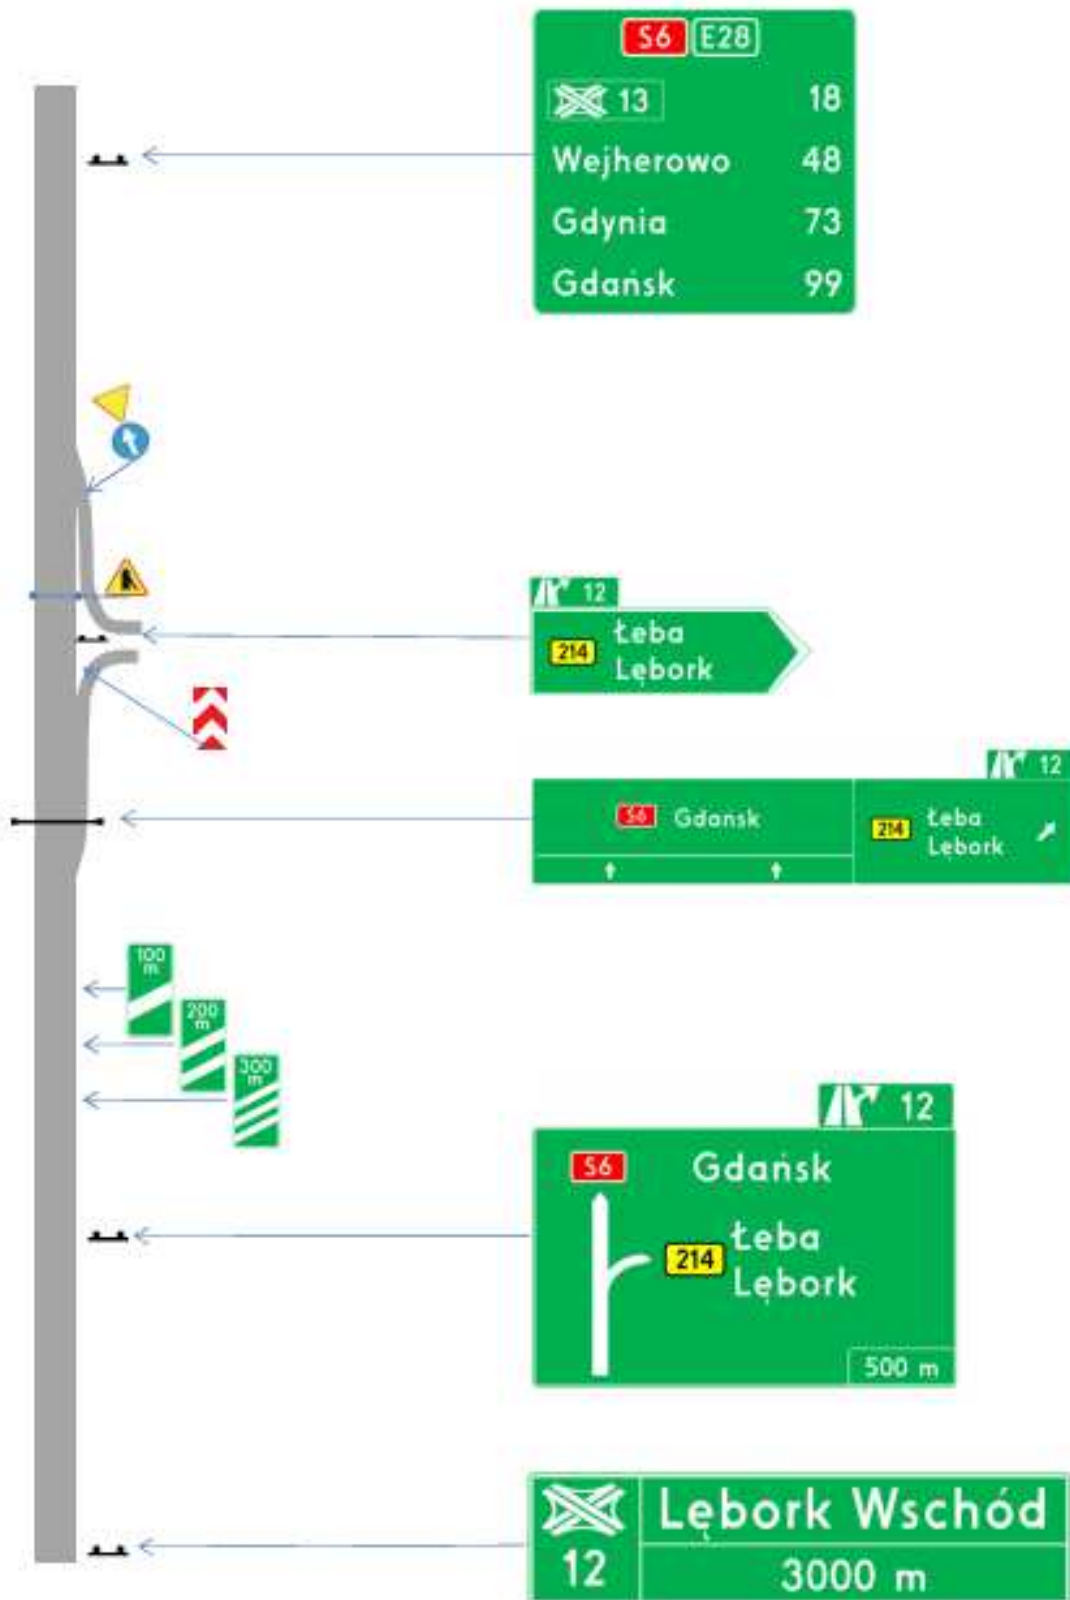 S6 E28
13 18
Wejherowo 48
Gdynia 73
Gdańsk 99
12
214 Łeba
Lębork
12
S6 Gdańsk
214 Łeba
Lębork
100
m
200
m
300
m
12
S6 Gdańsk
214 Łeba
Lębork
500 m
Lębork Wschód
12 3000 m